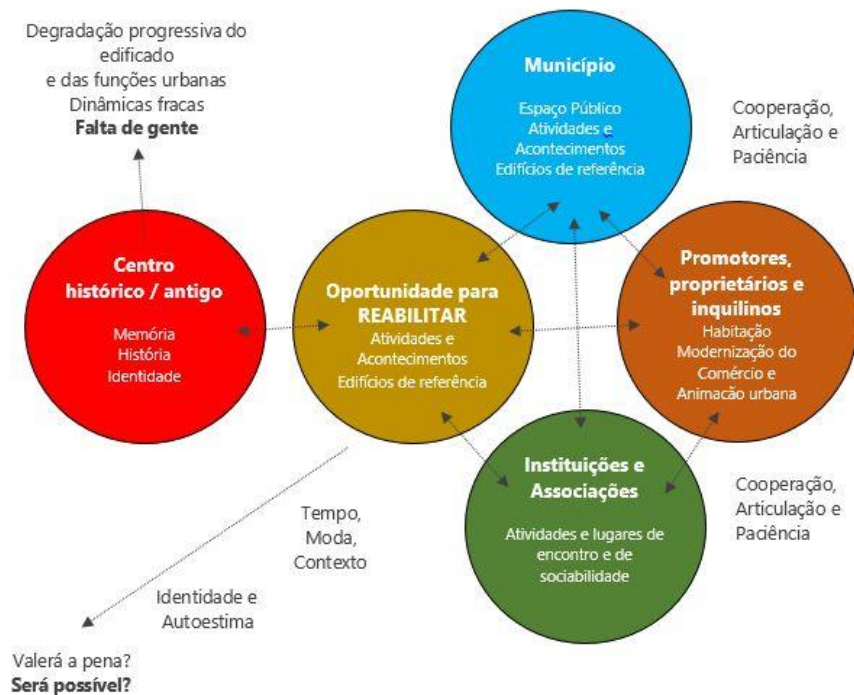 Degradação progressiva do
edificado
e das funções urbanas
Dinâmicas fracas
Falta de gente
Município
Espaço Público
Atividades e
Acontecimentos
Edifícios de referência
Cooperação,
Articulação e
Paciência
Centro
histórico / antigo
Memória
História
Identidade
Oportunidade para
REABILITAR
Atividades e
Acontecimentos
Edifícios de referência
Promotores,
proprietários e
inquilinos
Habitação
Modernização do
Comércio e
Animacão urbana
Instituições e
Associações
Atividades e lugares de
encontro e de
sociabilidade
Cooperação,
Articulação e
Paciência
Tempo,
Moda,
Contexto
Identidade e
Autoestima
Valerá a pena?
Será possível?